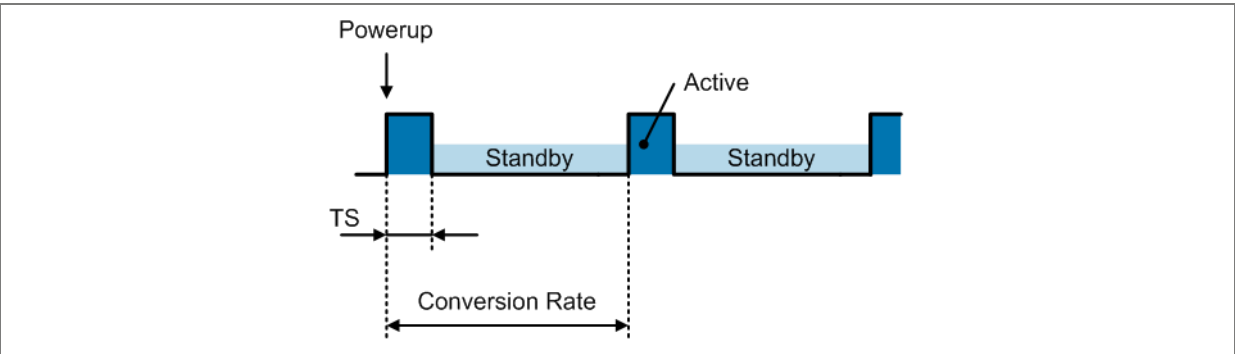 Powerup
Active
Standby
Standby
TS
Conversion Rate